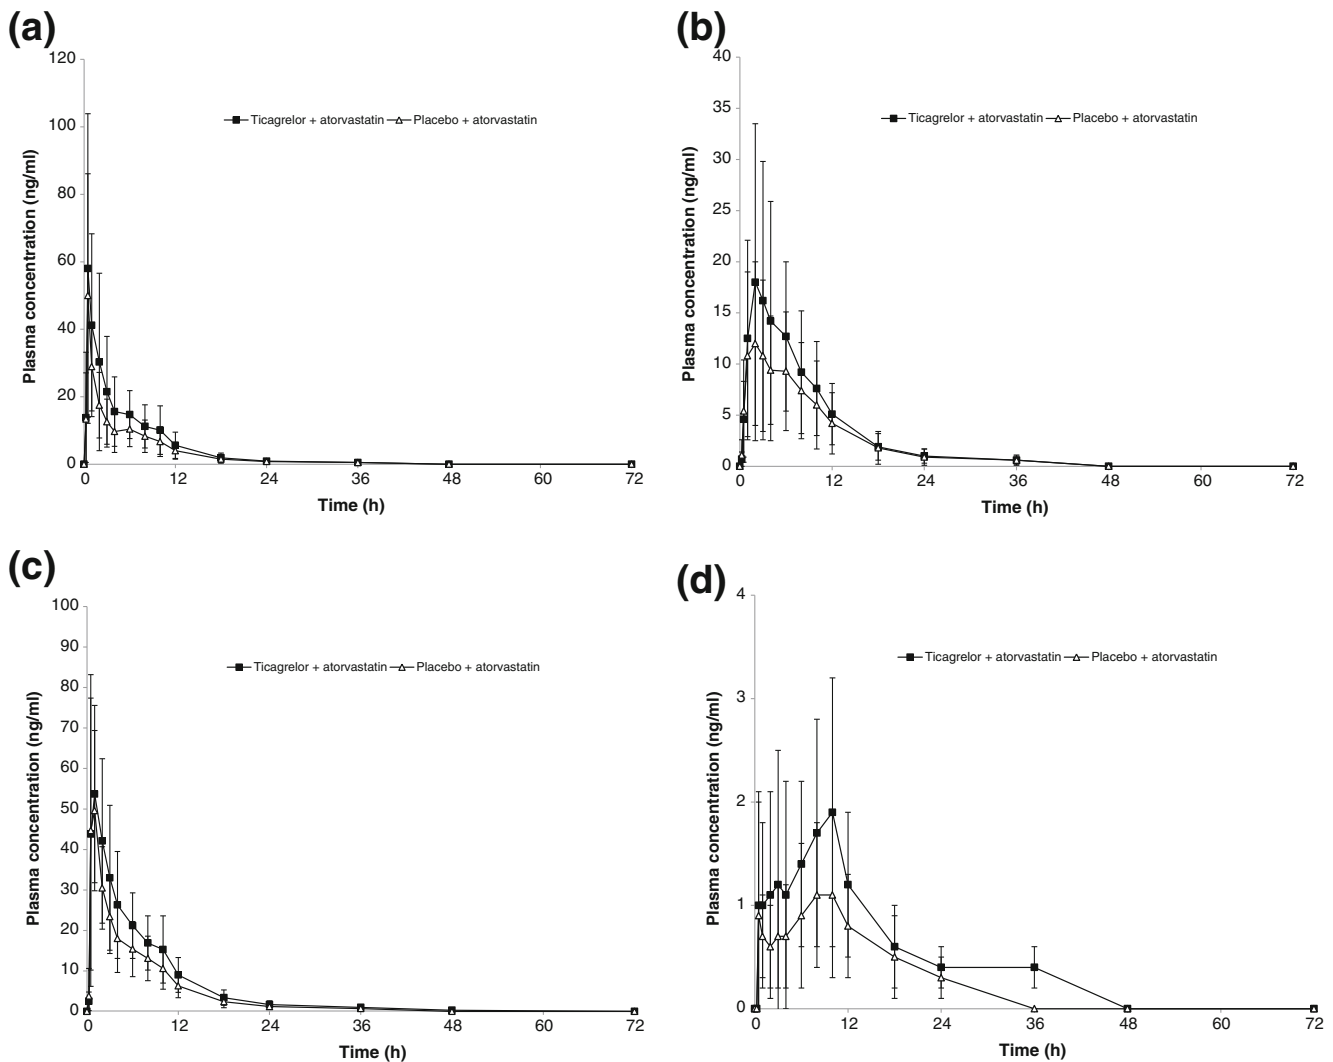 (a)
120
100
80
60
40
20
0
Plasma concentration (ng/ml)
Ticagrelor + atorvastatin Placebo + atorvastatin
0 12 24 36 48 60 72
Time (h)
(b)
40
35
30
25
20
15
10
5
0
Plasma concentration (ng/ml)
Ticagrelor + atorvastatin Placebo + atorvastatin
0 12 24 36 48 60 72
Time (h)
(c)
100
90
80
70
60
50
40
30
20
10
0
Plasma concentration (ng/ml)
Ticagrelor + atorvastatin Placebo + atorvastatin
0 12 24 36 48 60 72
Time (h)
(d)
4
3
2
1
0
Plasma concentration (ng/ml)
Ticagrelor + atorvastatin Placebo + atorvastatin
0 12 24 36 48 60 72
Time (h)